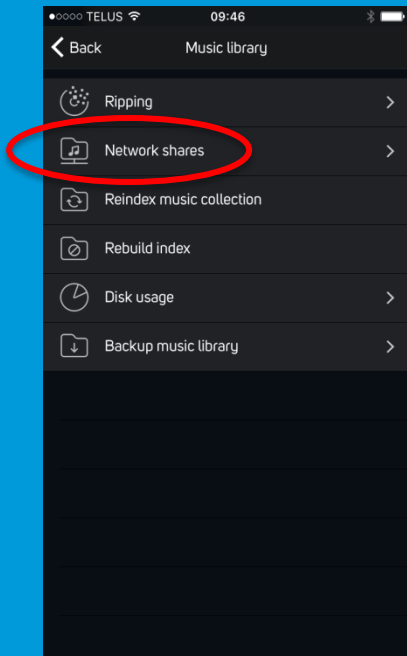 TELUS 09:46
Back Music library
Ripping
Network shares
Reindex music collection
Rebuild index
Disk usage
Backup music library